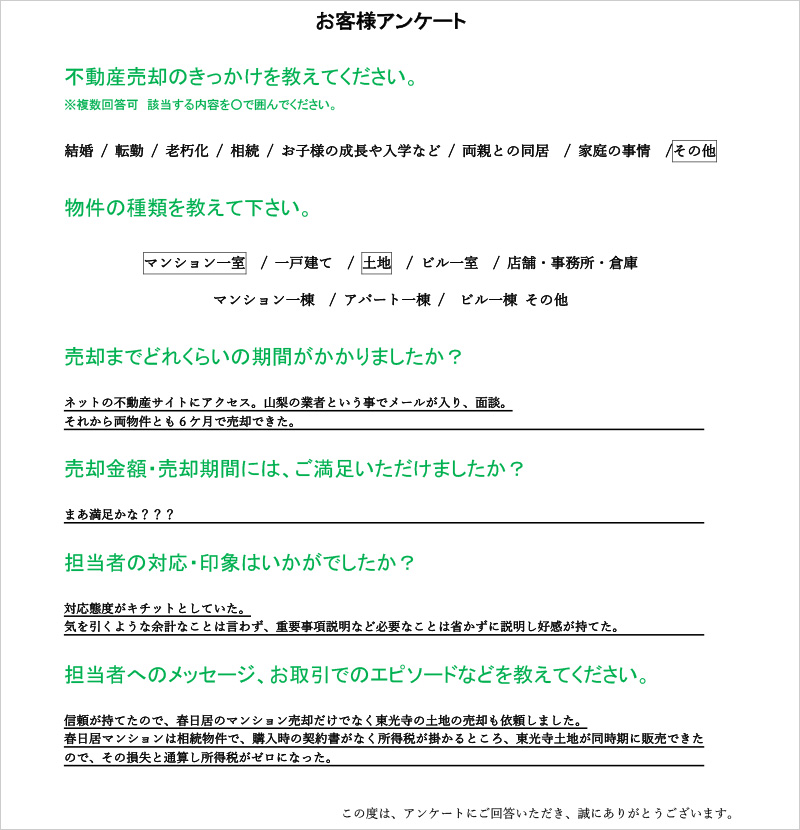 お客様アンケート
不動産売却のきっかけを教えてください。
※複数回答可　該当する内容を〇で囲んでください。
結婚 / 転勤 / 老朽化 / 相続 / お子様の成長や入学など / 両親との同居　/ 家庭の事情　/その他
物件の種類を教えて下さい。
マンション一室　/ 一戸建て　/ 土地　/ ビル一室　/ 店舗・事務所・倉庫
マンション一棟　/ アパート一棟 /　ビル一棟 その他
売却までどれくらいの期間がかかりましたか？
ネットの不動産サイトにアクセス。山梨の業者という事でメールが入り、面談。
それから両物件とも６ケ月で売却できた。
売却金額・売却期間には、ご満足いただけましたか？
まあ満足かな？？？
担当者の対応・印象はいかがでしたか？
対応態度がキチットとしていた。
気を引くような余計なことは言わず、重要事項説明など必要なことは省かずに説明し好感が持てた。
担当者へのメッセージ、お取引でのエピソードなどを教えてください。
信頼が持てたので、春日居のマンション売却だけでなく東光寺の土地の売却も依頼しました。
春日居マンションは相続物件で、購入時の契約書がなく所得税が掛かるところ、東光寺土地が同時期に販売できた
ので、その損失と通算し所得税がゼロになった。
この度は、アンケートにご回答いただき、誠にありがとうございます。